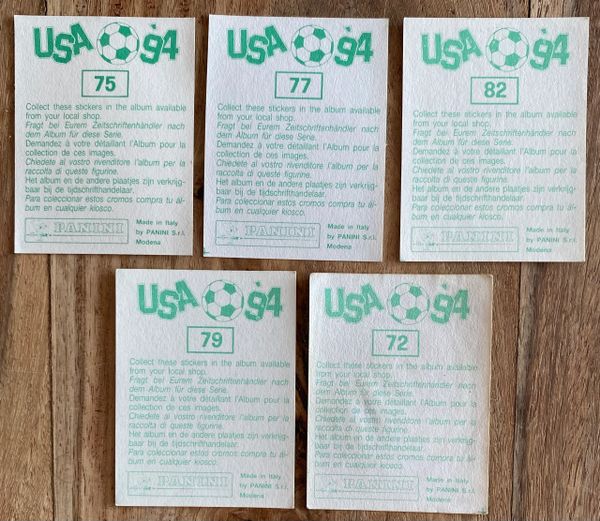 USA 94
75
Collect these stickers in the album available
from your local shop.
Fragt bei Eurem Zeitschriftenhändler nach
dem Album für diese Serie.
Demandez à votre détaillant l'Album pour la
collection de ces images.
Chiedete al vostro rivenditore l'album per la
raccolta di queste figurine.
Het album en de andere plaatjes zijn verkrijg-
baar bij de tijdschrifthandelaar.
Para coleccionar estos cromos compra tu ál-
bum en cualquier kiosco.
PANINI
Made in Italy
by PANINI S.r.l.
Modena
USA 94
77
Collect these stickers in the album available
from your local shop.
Fragt bei Eurem Zeitschriftenhändler nach
dem Album für diese Serie.
Demandez à votre détaillant l'Album pour la
collection de ces images.
Chiedete al vostro rivenditore l'album per la
raccolta di queste figurine.
Het album en de andere plaatjes zijn verkrijg-
baar bij de tijdschrifthandelaar.
Para coleccionar estos cromos compra tu ál-
bum en cualquier kiosco.
PANINI
Made in Italy
by PANINI S.r.l.
Modena
USA 94
82
Collect these stickers in the album available
from your local shop.
Fragt bei Eurem Zeitschriftenhändler nach
dem Album für diese Serie.
Demandez à votre détaillant l'Album pour la
collection de ces images.
Chiedete al vostro rivenditore l'album per la
raccolta di queste figurine.
Het album en de andere plaatjes zijn verkrijg-
baar bij de tijdschrifthandelaar.
Para coleccionar estos cromos compra tu ál-
bum en cualquier kiosco.
PANINI
Made in Italy
by PANINI S.r.l.
Modena
USA 94
79
Collect these stickers in the album available
from your local shop.
Fragt bei Eurem Zeitschriftenhändler nach
dem Album für diese Serie.
Demandez à votre détaillant l'Album pour la
collection de ces images.
Chiedete al vostro rivenditore l'album per la
raccolta di queste figurine.
Het album en de andere plaatjes zijn verkrijg-
baar bij de tijdschrifthandelaar.
Para coleccionar estos cromos compra tu ál-
bum en cualquier kiosco.
PANINI
Made in Italy
by PANINI S.r.l.
Modena
USA 94
72
Collect these stickers in the album available
from your local shop.
Fragt bei Eurem Zeitschriftenhändler nach
dem Album für diese Serie.
Demandez à votre détaillant l'Album pour la
collection de ces images.
Chiedete al vostro rivenditore l'album per la
raccolta di queste figurine.
Het album en de andere plaatjes zijn verkrijg-
baar bij de tijdschrifthandelaar.
Para coleccionar estos cromos compra tu ál-
bum en cualquier kiosco.
PANINI
Made in Italy
by PANINI S.r.l.
Modena